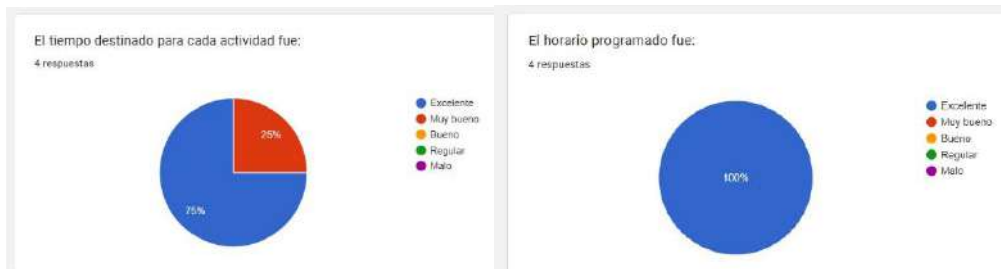 El tiempo destinado para cada actividad fue:
4 respuestas
Excelente
Muy bueno
Bueno
Regular
Malo
25%
75%
El horario programado fue:
4 respuestas
Excelente
Muy bueno
Bueno
Regular
Malo
100%